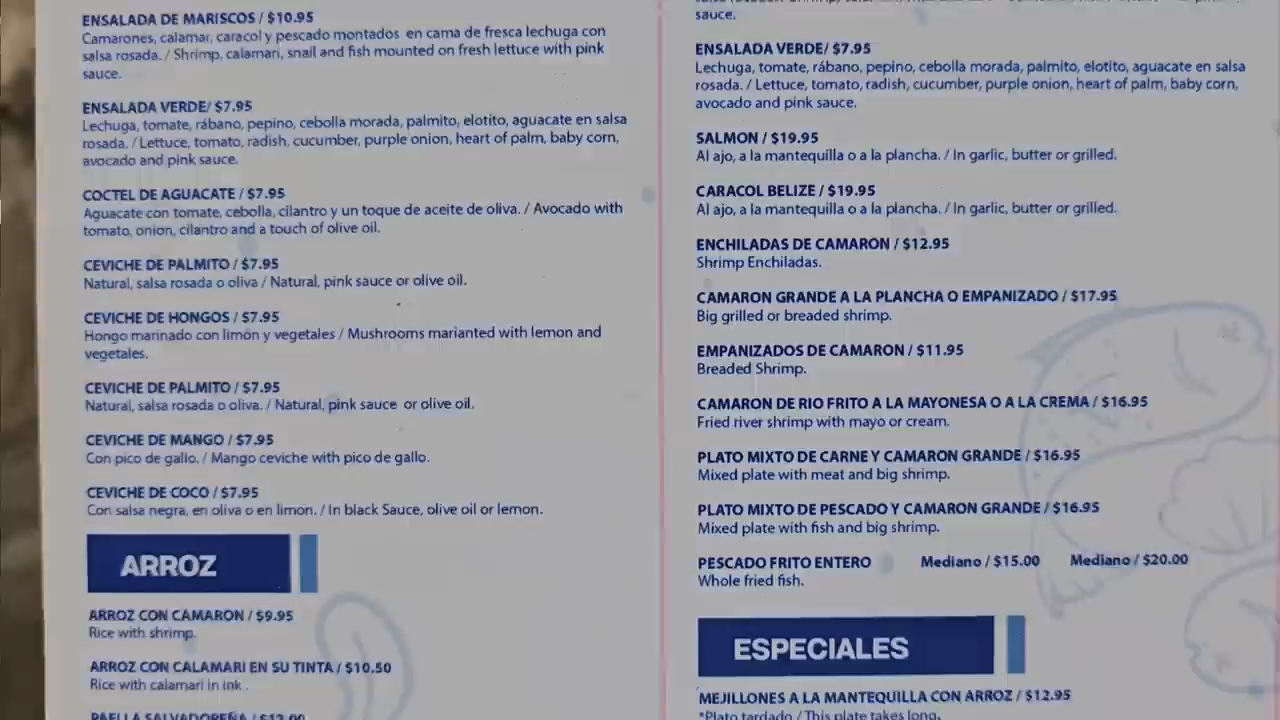 ENSALADA DE MARISCOS / $10.95
Camarones, calamar, caracol y pescado montados en cama de fresca lechuga con
salsa rosada. / Shrimp, calamari, snail and fish mounted on fresh lettuce with pink
sauce.
ENSALADA VERDE/ $7.95
Lechuga, tomate, rábano, pepino, cebolla morada, palmito, elotito, aguacate en salsa
rosada. / Lettuce, tomato, radish, cucumber, purple onion, heart of palm, baby corn,
avocado and pink sauce.
COCTEL DE AGUACATE / $7.95
Aguacate con tomate, cebolla, cilantro y un toque de aceite de oliva. / Avocado with
tomato, onion, cilantro and a touch of olive oil.
CEVICHE DE PALMITO / $7.95
Natural, salsa rosada o oliva / Natural, pink sauce or olive oil.
CEVICHE DE HONGOS / $7.95
Hongo marinado con limón y vegetales / Mushrooms marianted with lemon and
vegetales.
CEVICHE DE PALMITO / $7.95
Natural, salsa rosada o oliva. / Natural, pink sauce or olive oil.
CEVICHE DE MANGO / $7.95
Con pico de gallo. / Mango ceviche with pico de gallo.
CEVICHE DE COCO / $7.95
Con salsa negra, en oliva o en limon. / In black Sauce, olive oil or lemon.
ARROZ
ARROZ CON CAMARON / $9.95
Rice with shrimp.
ARROZ CON CALAMARI EN SU TINTA / $10.50
Rice with calamari in ink .
PAELLA SALVADOREÑA / $12.00
sauce.
ENSALADA VERDE/ $7.95
Lechuga, tomate, rábano, pepino, cebolla morada, palmito, elotito, aguacate en salsa
rosada. / Lettuce, tomato, radish, cucumber, purple onion, heart of palm, baby corn,
avocado and pink sauce.
SALMON / $19.95
Al ajo, a la mantequilla o a la plancha. / In garlic, butter or grilled.
CARACOL BELIZE / $19.95
Al ajo, a la mantequilla o a la plancha. / In garlic, butter or grilled.
ENCHILADAS DE CAMARON / $12.95
Shrimp Enchiladas.
CAMARON GRANDE A LA PLANCHA O EMPANIZADO / $17.95
Big grilled or breaded shrimp.
EMPANIZADOS DE CAMARON / $11.95
Breaded Shrimp.
CAMARON DE RIO FRITO A LA MAYONESA O A LA CREMA / $16.95
Fried river shrimp with mayo or cream.
PLATO MIXTO DE CARNE Y CAMARON GRANDE / $16.95
Mixed plate with meat and big shrimp.
PLATO MIXTO DE PESCADO Y CAMARON GRANDE / $16.95
Mixed plate with fish and big shrimp.
PESCADO FRITO ENTERO Mediano / $15.00 Mediano / $20.00
Whole fried fish.
ESPECIALES
MEJILLONES A LA MANTEQUILLA CON ARROZ / $12.95
*Plato tardado / This plate takes long.